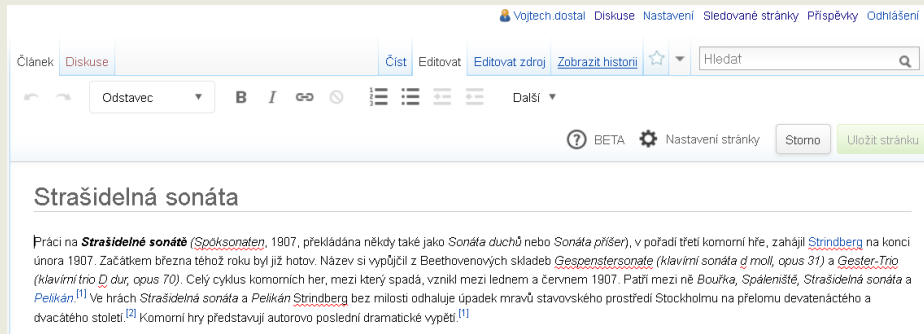 Vojtech.dostal Diskuse Nastavení Sledované stránky Příspěvky Odhlášení
Článek Diskuse Číst Editovat Editovat zdroj Zobrazit historii Hledat
Odstavec B I Další
? BETA Nastavení stránky Storno Uložit stránku
Strašidelná sonáta
Práci na Strašidelné sonátě (Spöksonaten, 1907, překládána někdy také jako Sonáta duchů nebo Sonáta příšer), v pořadí třetí komorní hře, zahájil Strindberg na konci
února 1907. Začátkem března téhož roku byl již hotov. Název si vypůjčil z Beethovenových skladeb Gespenstersonate (klavírní sonáta d moll, opus 31) a Gester-Trio
(klavírní trio D dur, opus 70). Celý cyklus komorních her, mezi který spadá, vznikl mezi lednem a červnem 1907. Patří mezi ně Bouřka, Spáleniště, Strašidelná sonáta a
Pelikán.[1] Ve hrách Strašidelná sonáta a Pelikán Strindberg bez milosti odhaluje úpadek mravů stavovského prostředí Stockholmu na přelomu devatenáctého a
dvacátého století.[2] Komorní hry představují autorovo poslední dramatické vypětí.[1]